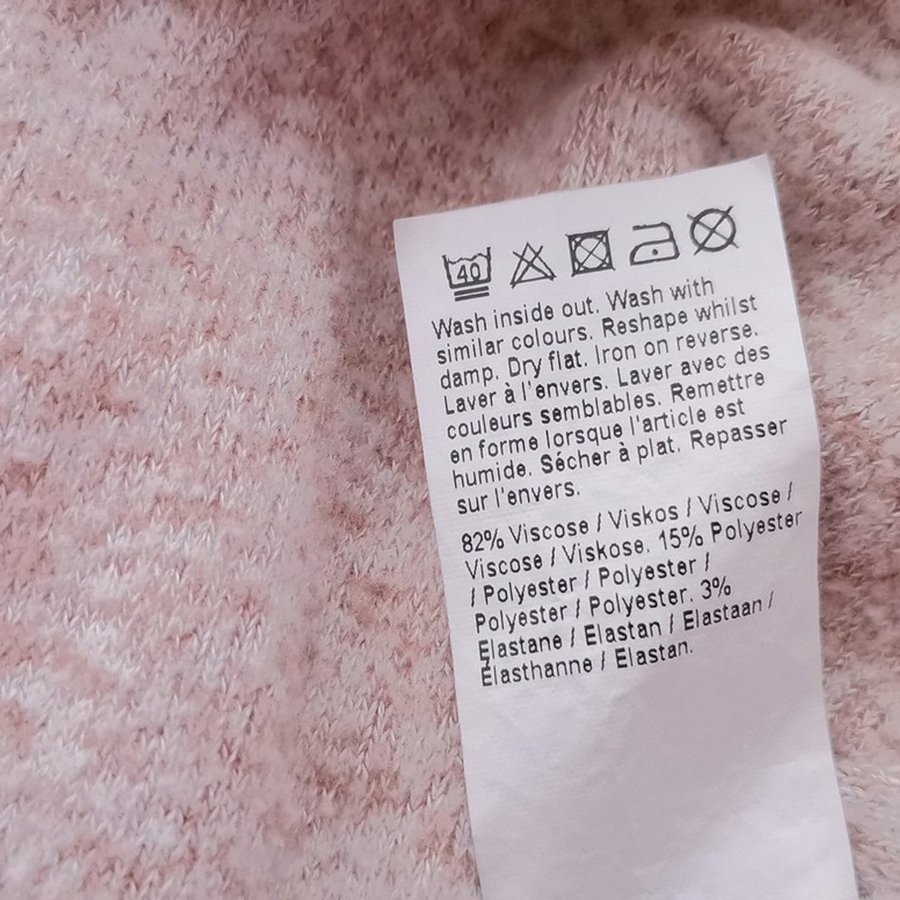 40
Wash inside out. Wash with
similar colours. Reshape whilst
damp. Dry flat. Iron on reverse.
Laver à l'envers. Laver avec des
couleurs semblables. Remettre
en forme lorsque l'article est
humide. Sécher à plat. Repasser
sur l'envers.
82% Viscose / Viskos / Viscose /
Viscose / Viskose. 15% Polyester
/ Polyester / Polyester /
Polyester / Polyester. 3%
Elastane / Elastan / Elastaan /
Élasthanne / Elastan.